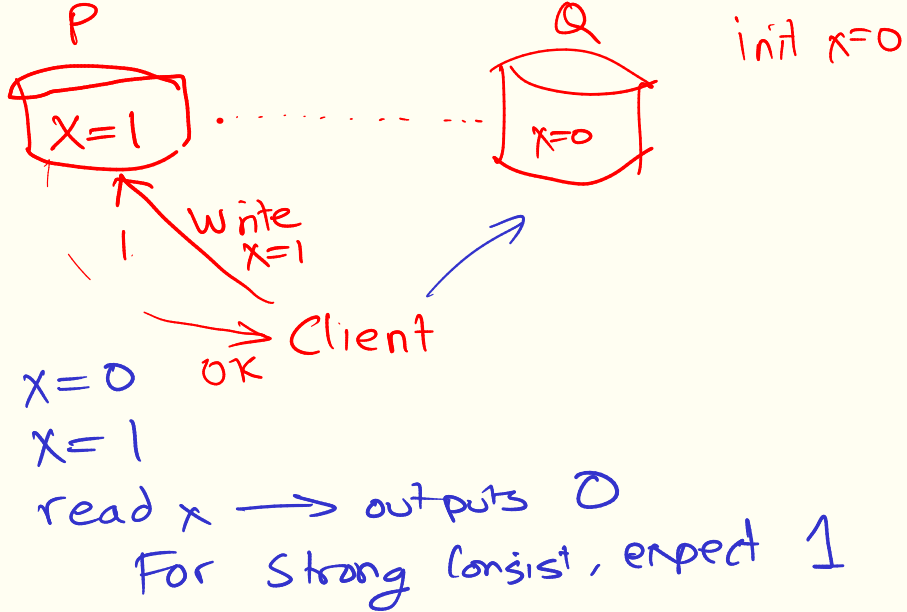 P
Q
init x=0
X=1
x=0
Write
x=1
1.
Client
OK
x=0
x=1
read x → outputs 0
For Strong Consist, expect 1